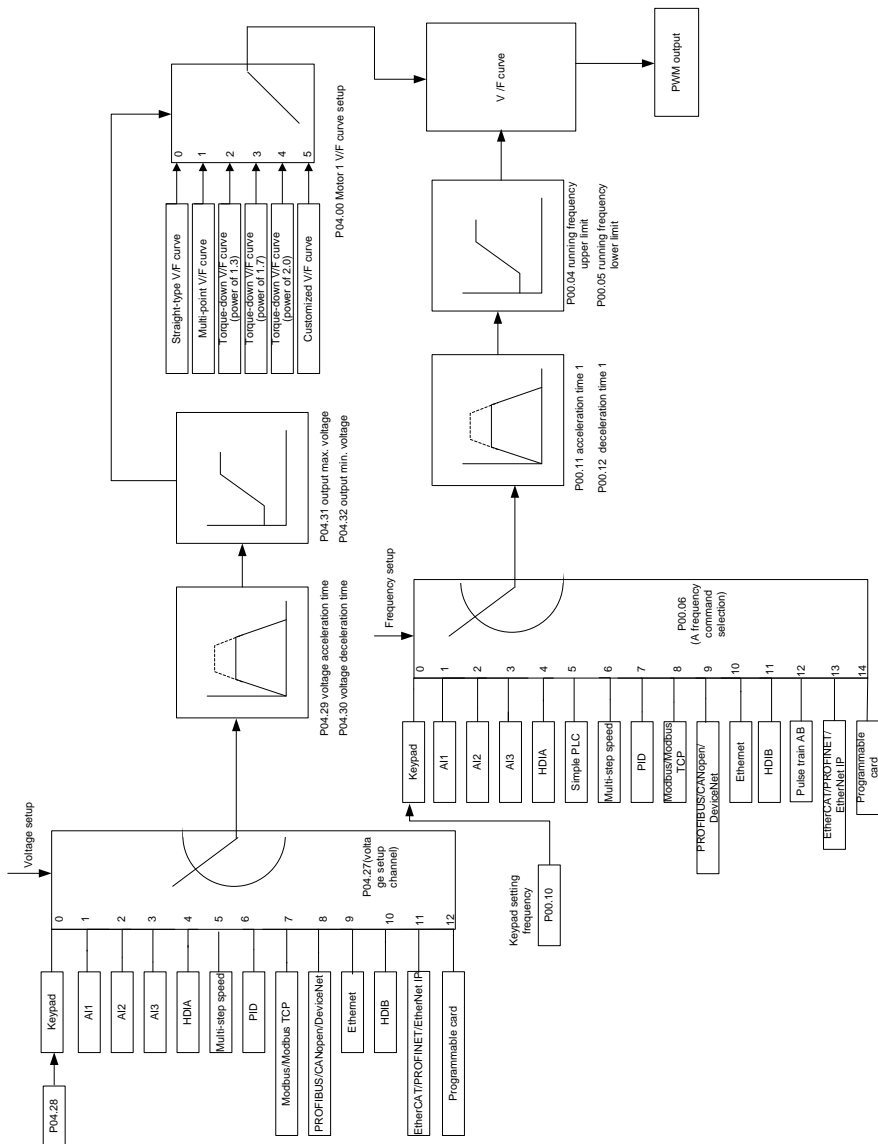 Voltage setup
P04.28
Keypad
AI1
AI2
AI3
HDIA
Multi-step speed
PID
Modbus/Modbus TCP
PROFIBUS/CANopen/DeviceNet
Ethernet
HDIB
EtherCAT/PROFINET/EtherNet IP
Programmable card
0
1
2
3
4
5
6
7
8
9
10
11
12
P04.27(volta
ge setup
channel)
P04.29 voltage acceleration time
P04.30 voltage deceleration time
P04.31 output max. voltage
P04.32 output min. voltage
Straight-type V/F curve
Multi-point V/F curve
Torque-down V/F curve
(power of 1.3)
Torque-down V/F curve
(power of 1.7)
Torque-down V/F curve
(power of 2.0)
Customized V/F curve
0
1
2
3
4
5
P04.00 Motor 1 V/F curve setup
Keypad setting
frequency
P00.10
Frequency setup
Keypad
AI1
AI2
AI3
HDIA
Simple PLC
Multi-step speed
PID
Modbus/Modbus
TCP
PROFIBUS/CANopen/
DeviceNet
Ethernet
HDIB
Pulse train AB
EtherCAT/PROFINET/
EtherNet IP
Programmable
card
0
1
2
3
4
5
6
7
8
9
10
11
12
13
14
P00.06
(A frequency
command
selection)
P00.11 acceleration time 1
P00.12 deceleration time 1
P00.04 running frequency
upper limit
P00.05 running frequency
lower limit
V /F curve
PWM output